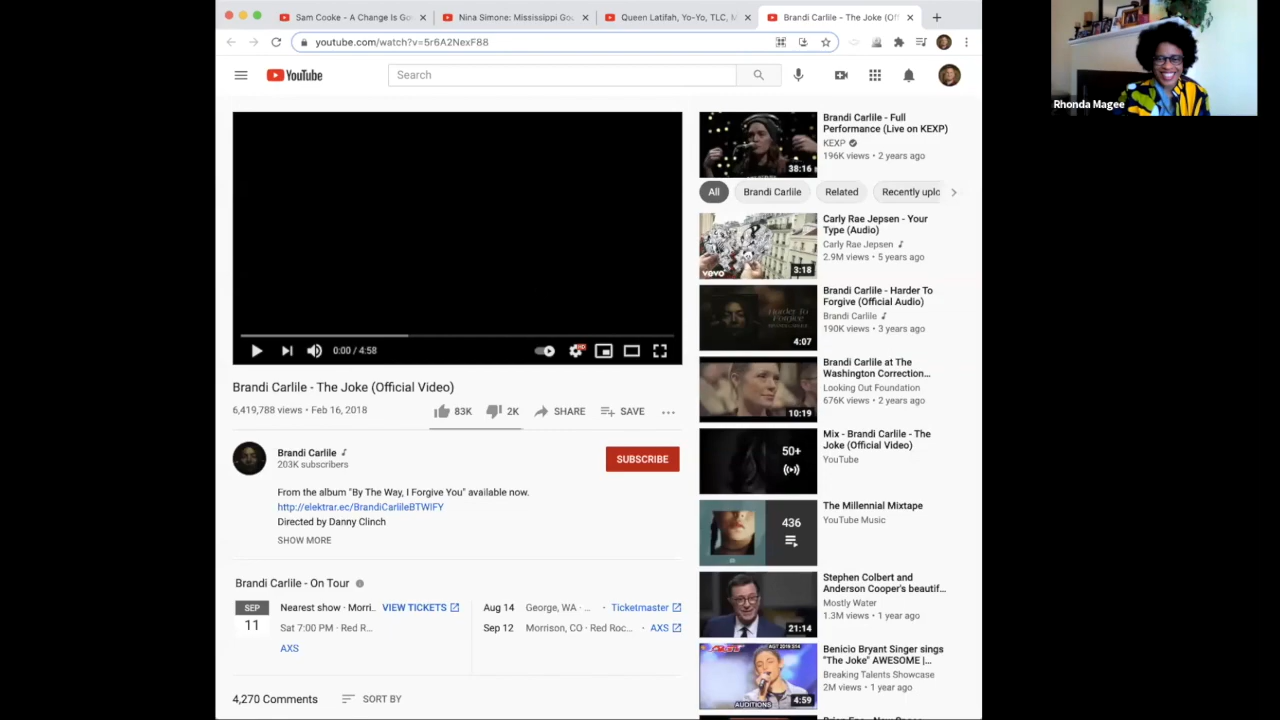 Sam Cooke - A Change Is Go
Nina Simone: Mississippi Go
Queen Latifah, Yo-Yo, TLC, M
Brandi Carlile - The Joke (Of
youtube.com/watch?v=5r6A2NexF88
YouTube
Search
Rhonda Magee
0:00 / 4:58
HD
Brandi Carlile - The Joke (Official Video)
6,419,788 views • Feb 16, 2018
83K
2K
SHARE
SAVE
Brandi Carlile
203K subscribers
SUBSCRIBE
From the album "By The Way, I Forgive You" available now.
http://elektrar.ec/BrandiCarlileBTWIFY
Directed by Danny Clinch
SHOW MORE
Brandi Carlile - On Tour
SEP
11
Nearest show · Morri..
VIEW TICKETS
Sat 7:00 PM · Red R...
AXS
Aug 14
George, WA · ...
· Ticketmaster
Sep 12
Morrison, CO · Red Roc...
· AXS
4,270 Comments
SORT BY
Brandi Carlile - Full
Performance (Live on KEXP)
KEXP
196K views • 2 years ago
38:16
All
Brandi Carlile
Related
Recently uplo
Carly Rae Jepsen - Your
Type (Audio)
Carly Rae Jepsen
2.9M views • 5 years ago
vevo
3:18
Brandi Carlile - Harder To
Forgive (Official Audio)
Brandi Carlile
190K views • 3 years ago
Harder To
Forgive
4:07
Brandi Carlile at The
Washington Correction...
Looking Out Foundation
676K views • 2 years ago
10:19
Mix - Brandi Carlile - The
Joke (Official Video)
YouTube
50+
The Millennial Mixtape
YouTube Music
436
Stephen Colbert and
Anderson Cooper's beautif...
Mostly Water
1.3M views • 1 year ago
21:14
Benicio Bryant Singer sings
"The Joke" AWESOME |...
Breaking Talents Showcase
2M views • 1 year ago
AGT 2019 S14
AUDITIONS
4:59